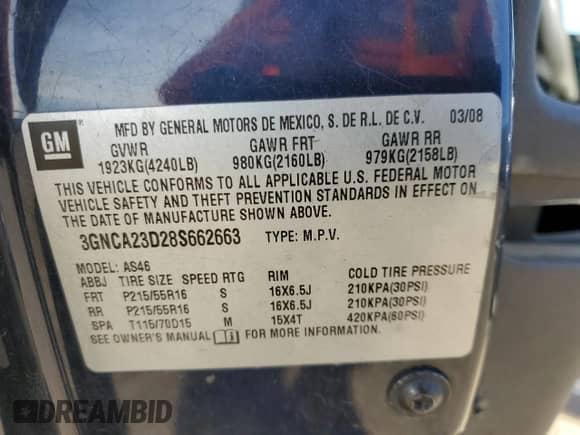 GM
®
MFD BY GENERAL MOTORS DE MEXICO, S. DE R.L. DE C.V. 03/08
GVWR GAWR FRT GAWR RR
1923KG(4240LB) 980KG(2160LB) 979KG(2158LB)
THIS VEHICLE CONFORMS TO ALL APPLICABLE U.S. FEDERAL MOTOR
VEHICLE SAFETY AND THEFT PREVENTION STANDARDS IN EFFECT ON
THE DATE OF MANUFACTURE SHOWN ABOVE.
3GNCA23D28S662663 TYPE: M.P.V.
MODEL: AS46
ABBJ TIRE SIZE SPEED RTG RIM COLD TIRE PRESSURE
FRT P215/55R16 S 16X6.5J 210KPA(30PSI)
RR P215/55R16 S 16X6.5J 210KPA(30PSI)
SPA T115/70D15 M 15X4T 420KPA(60PSI)
SEE OWNER'S MANUAL FOR MORE INFORMATION.
DREAMBID